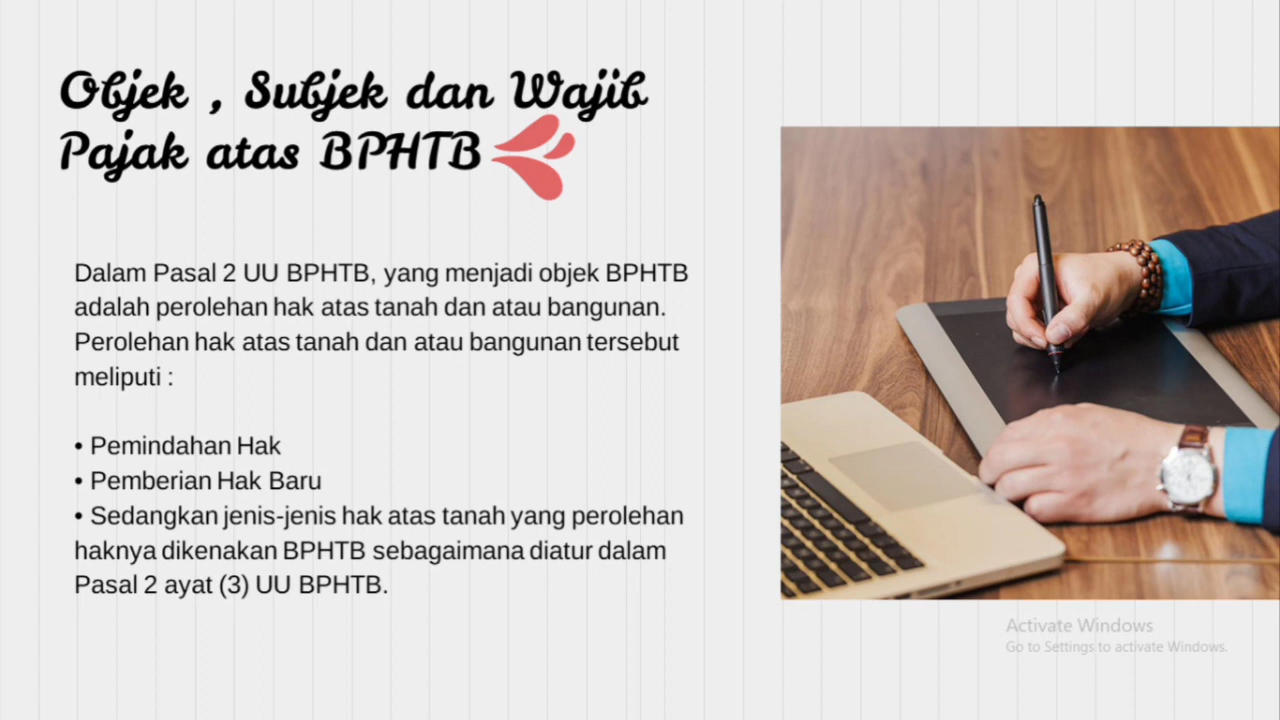 Objek , Subjek dan Wajib
Pajak atas BPHTB
Dalam Pasal 2 UU BPHTB, yang menjadi objek BPHTB
adalah perolehan hak atas tanah dan atau bangunan.
Perolehan hak atas tanah dan atau bangunan tersebut
meliputi :
• Pemindahan Hak
• Pemberian Hak Baru
• Sedangkan jenis-jenis hak atas tanah yang perolehan
haknya dikenakan BPHTB sebagaimana diatur dalam
Pasal 2 ayat (3) UU BPHTB.
Activate Windows
Go to Settings to activate Windows.